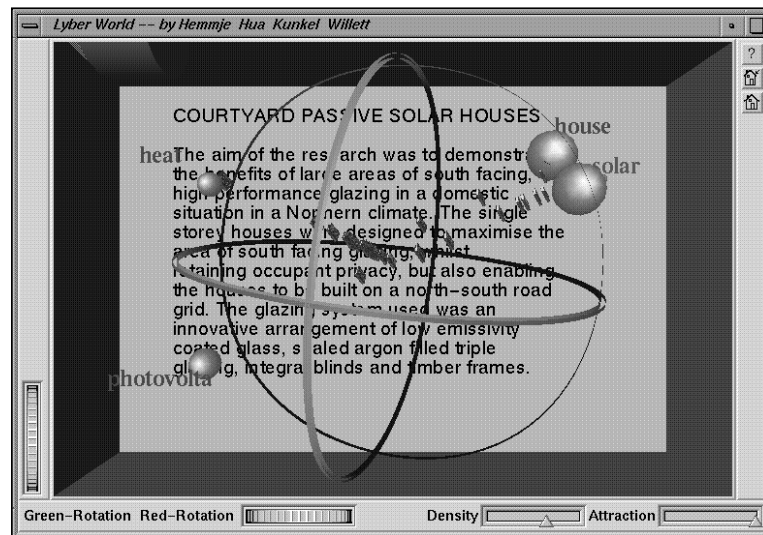 Lyber World -- by Hemmje Hua Kunkel Willett
?
COURTYARD PASSIVE SOLAR HOUSES
house
solar
heat
The aim of the research was to demonstr
the benefits of large areas of south facing,
high performance glazing in a domestic
situation in a Northern climate. The single
storey houses were designed to maximise the
area of south facing glazing, whilst
retaining occupant privacy, but also enabling
the houses to be built on a north-south road
grid. The glazing system used was an
innovative arrangement of low emissivity
coated glass, sealed argon filled triple
glazing, integral blinds and timber frames.
photovolta
Green-Rotation Red-Rotation Density Attraction